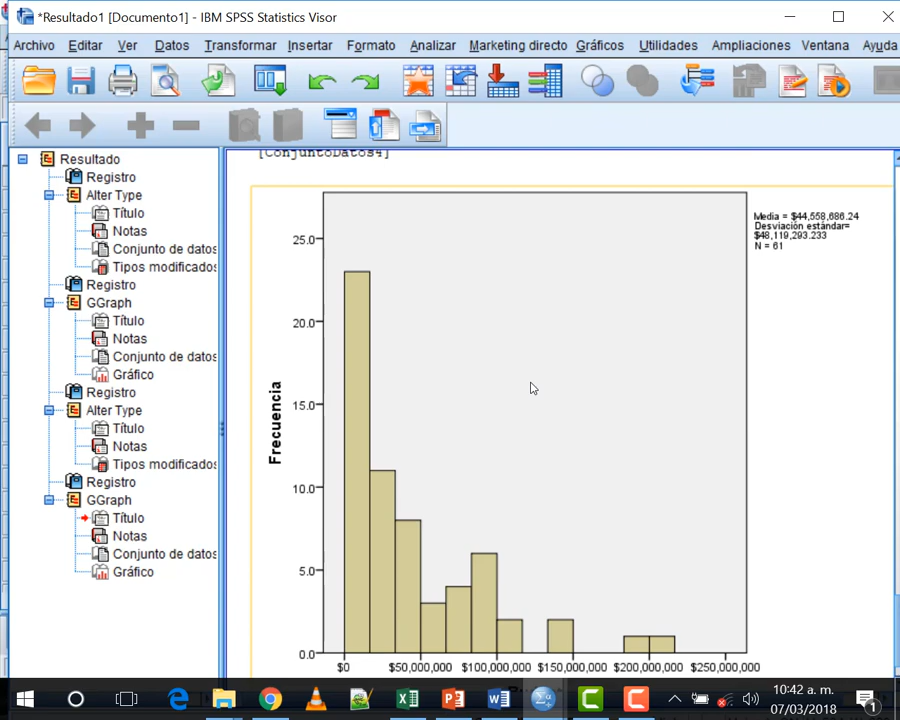 *Resultado1 [Documento1] - IBM SPSS Statistics Visor
Archivo Editar Ver Datos Transformar Insertar Formato Analizar Marketing directo Gráficos Utilidades Ampliaciones Ventana Ayuda
Resultado
Registro
Alter Type
Título
Notas
Conjunto de datos
Tipos modificados
Registro
GGraph
Título
Notas
Conjunto de datos
Gráfico
Registro
Alter Type
Título
Notas
Tipos modificados
Registro
GGraph
Título
Notas
Conjunto de datos
Gráfico
[ConjuntoDatos4]
Media = $44,558,686.24
Desviación estándar=
$48,119,293.233
N = 61
Frecuencia
25.0
20.0
15.0
10.0
5.0
0.0
$0 $50,000,000 $100,000,000 $150,000,000 $200,000,000 $250,000,000
10:42 a. m.
07/03/2018
1